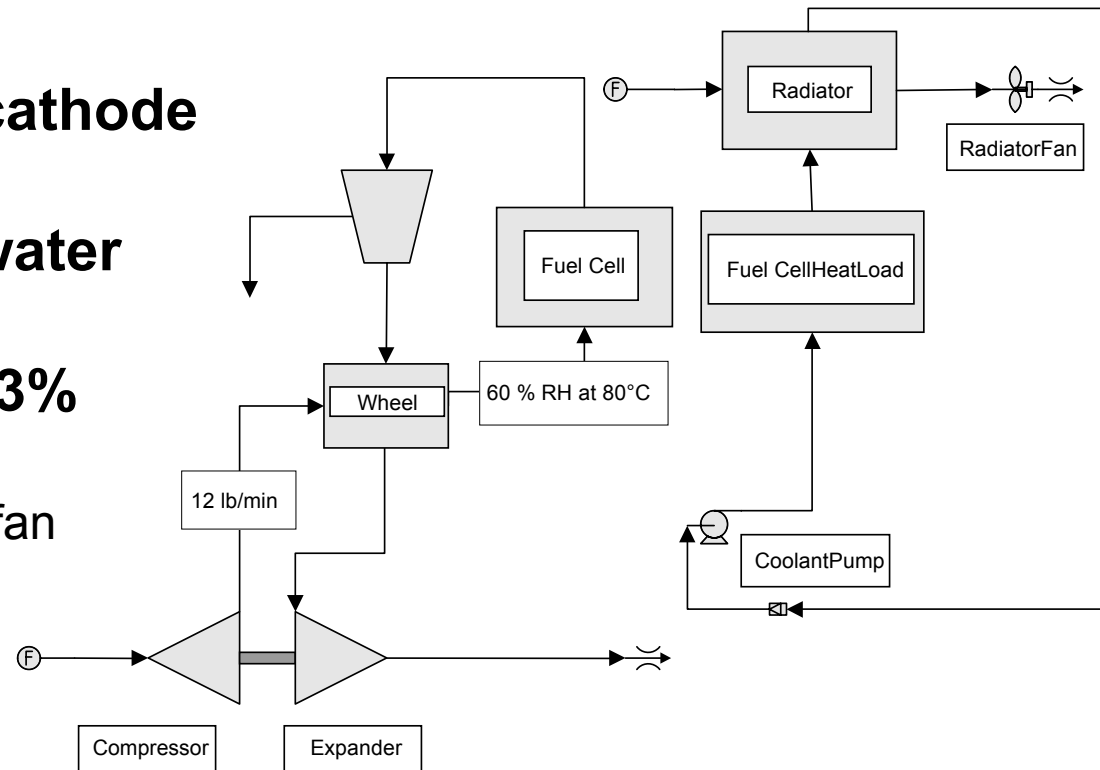 cathode
water
3%
fan
F
Radiator
RadiatorFan
Fuel Cell
Fuel CellHeatLoad
Wheel
60 % RH at 80°C
12 lb/min
CoolantPump
F
Compressor
Expander